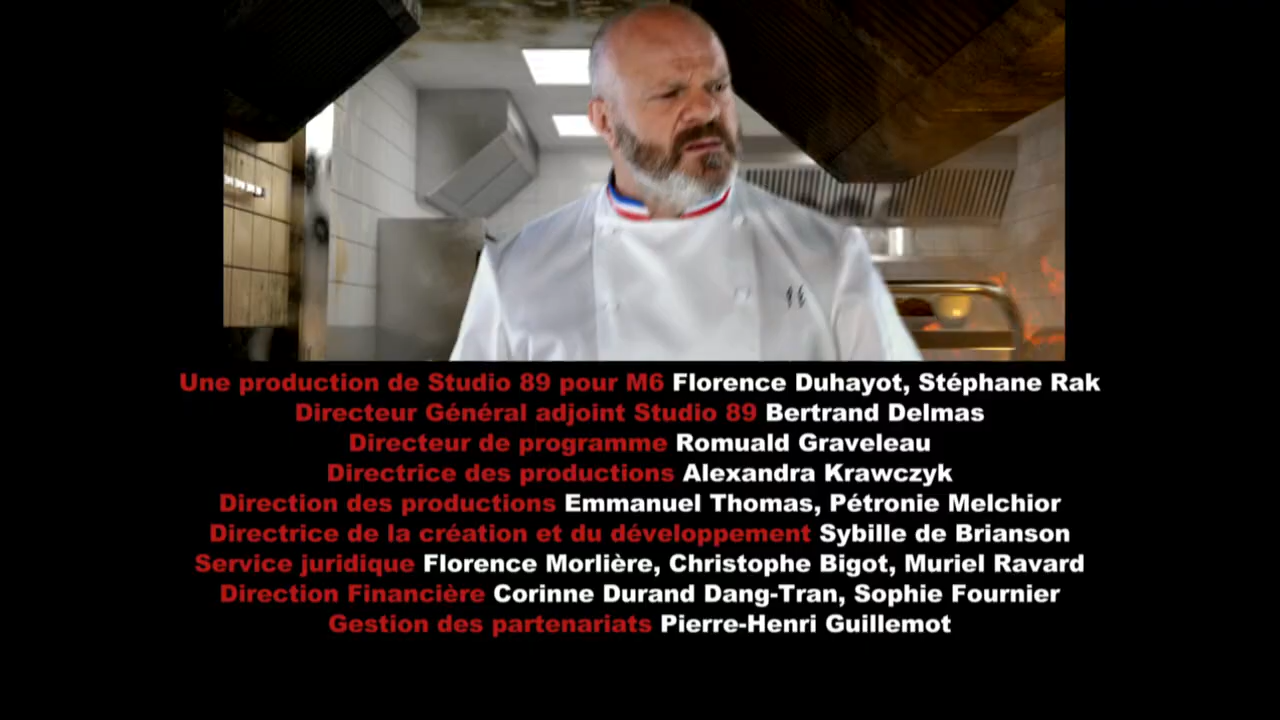 Une production de Studio 89 pour M6 Florence Duhayot, Stéphane Rak
Directeur Général adjoint Studio 89 Bertrand Delmas
Directeur de programme Romuald Graveleau
Directrice des productions Alexandra Krawczyk
Direction des productions Emmanuel Thomas, Pétronie Melchior
Directrice de la création et du développement Sybille de Brianson
Service juridique Florence Morlière, Christophe Bigot, Muriel Ravard
Direction Financière Corinne Durand Dang-Tran, Sophie Fournier
Gestion des partenariats Pierre-Henri Guillemot